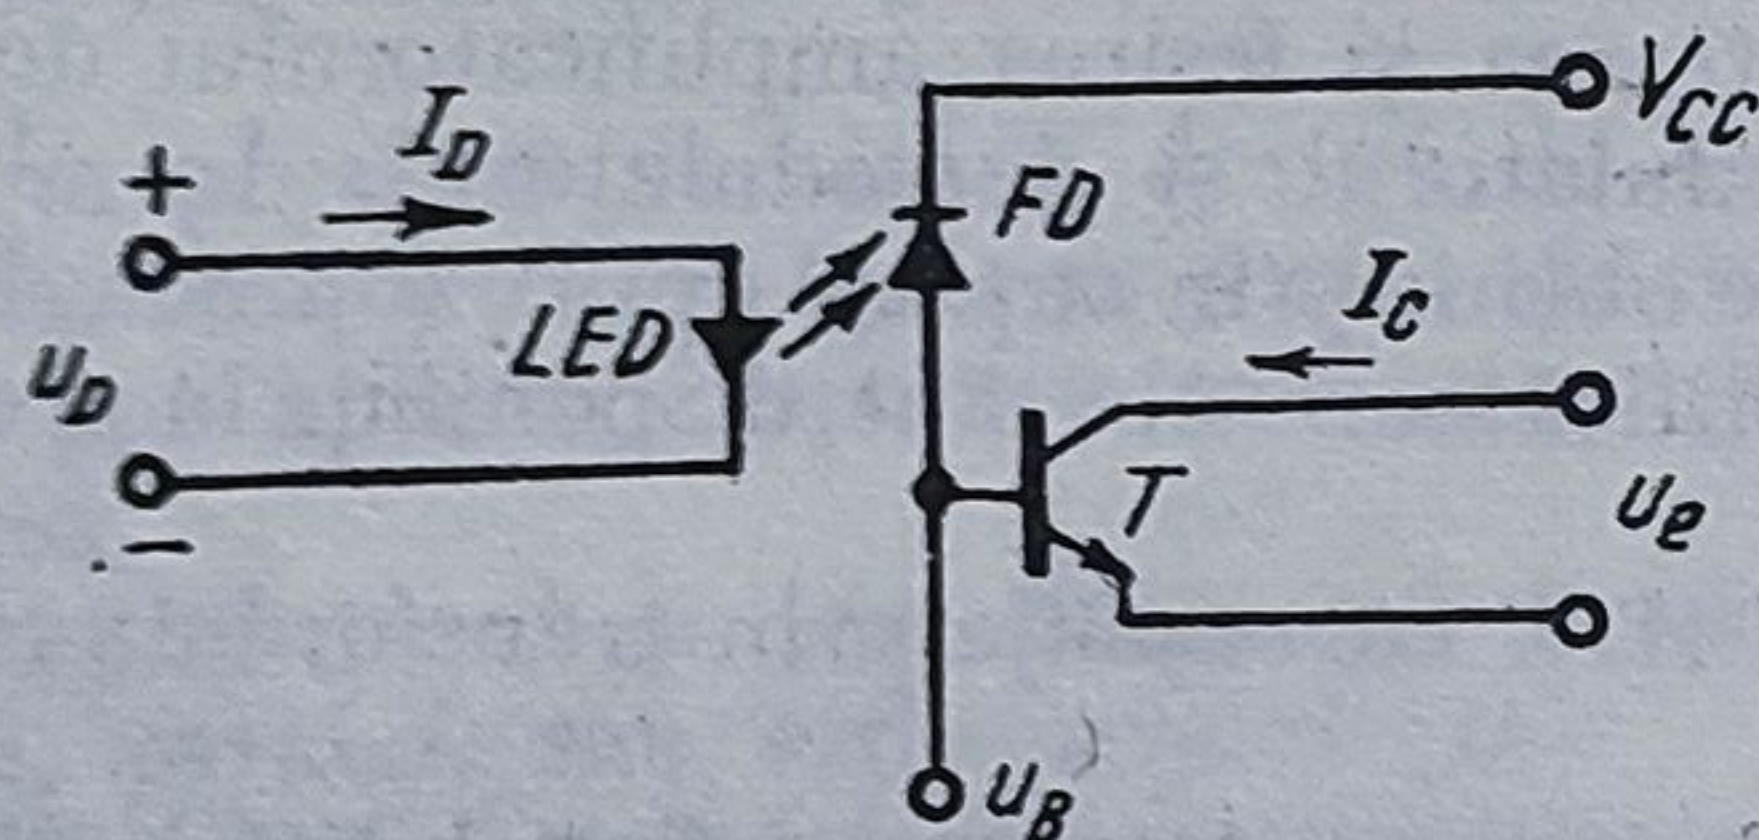 V_CC
I_D
+
FD
I_C
LED
u_D
T
u_e
−
u_B